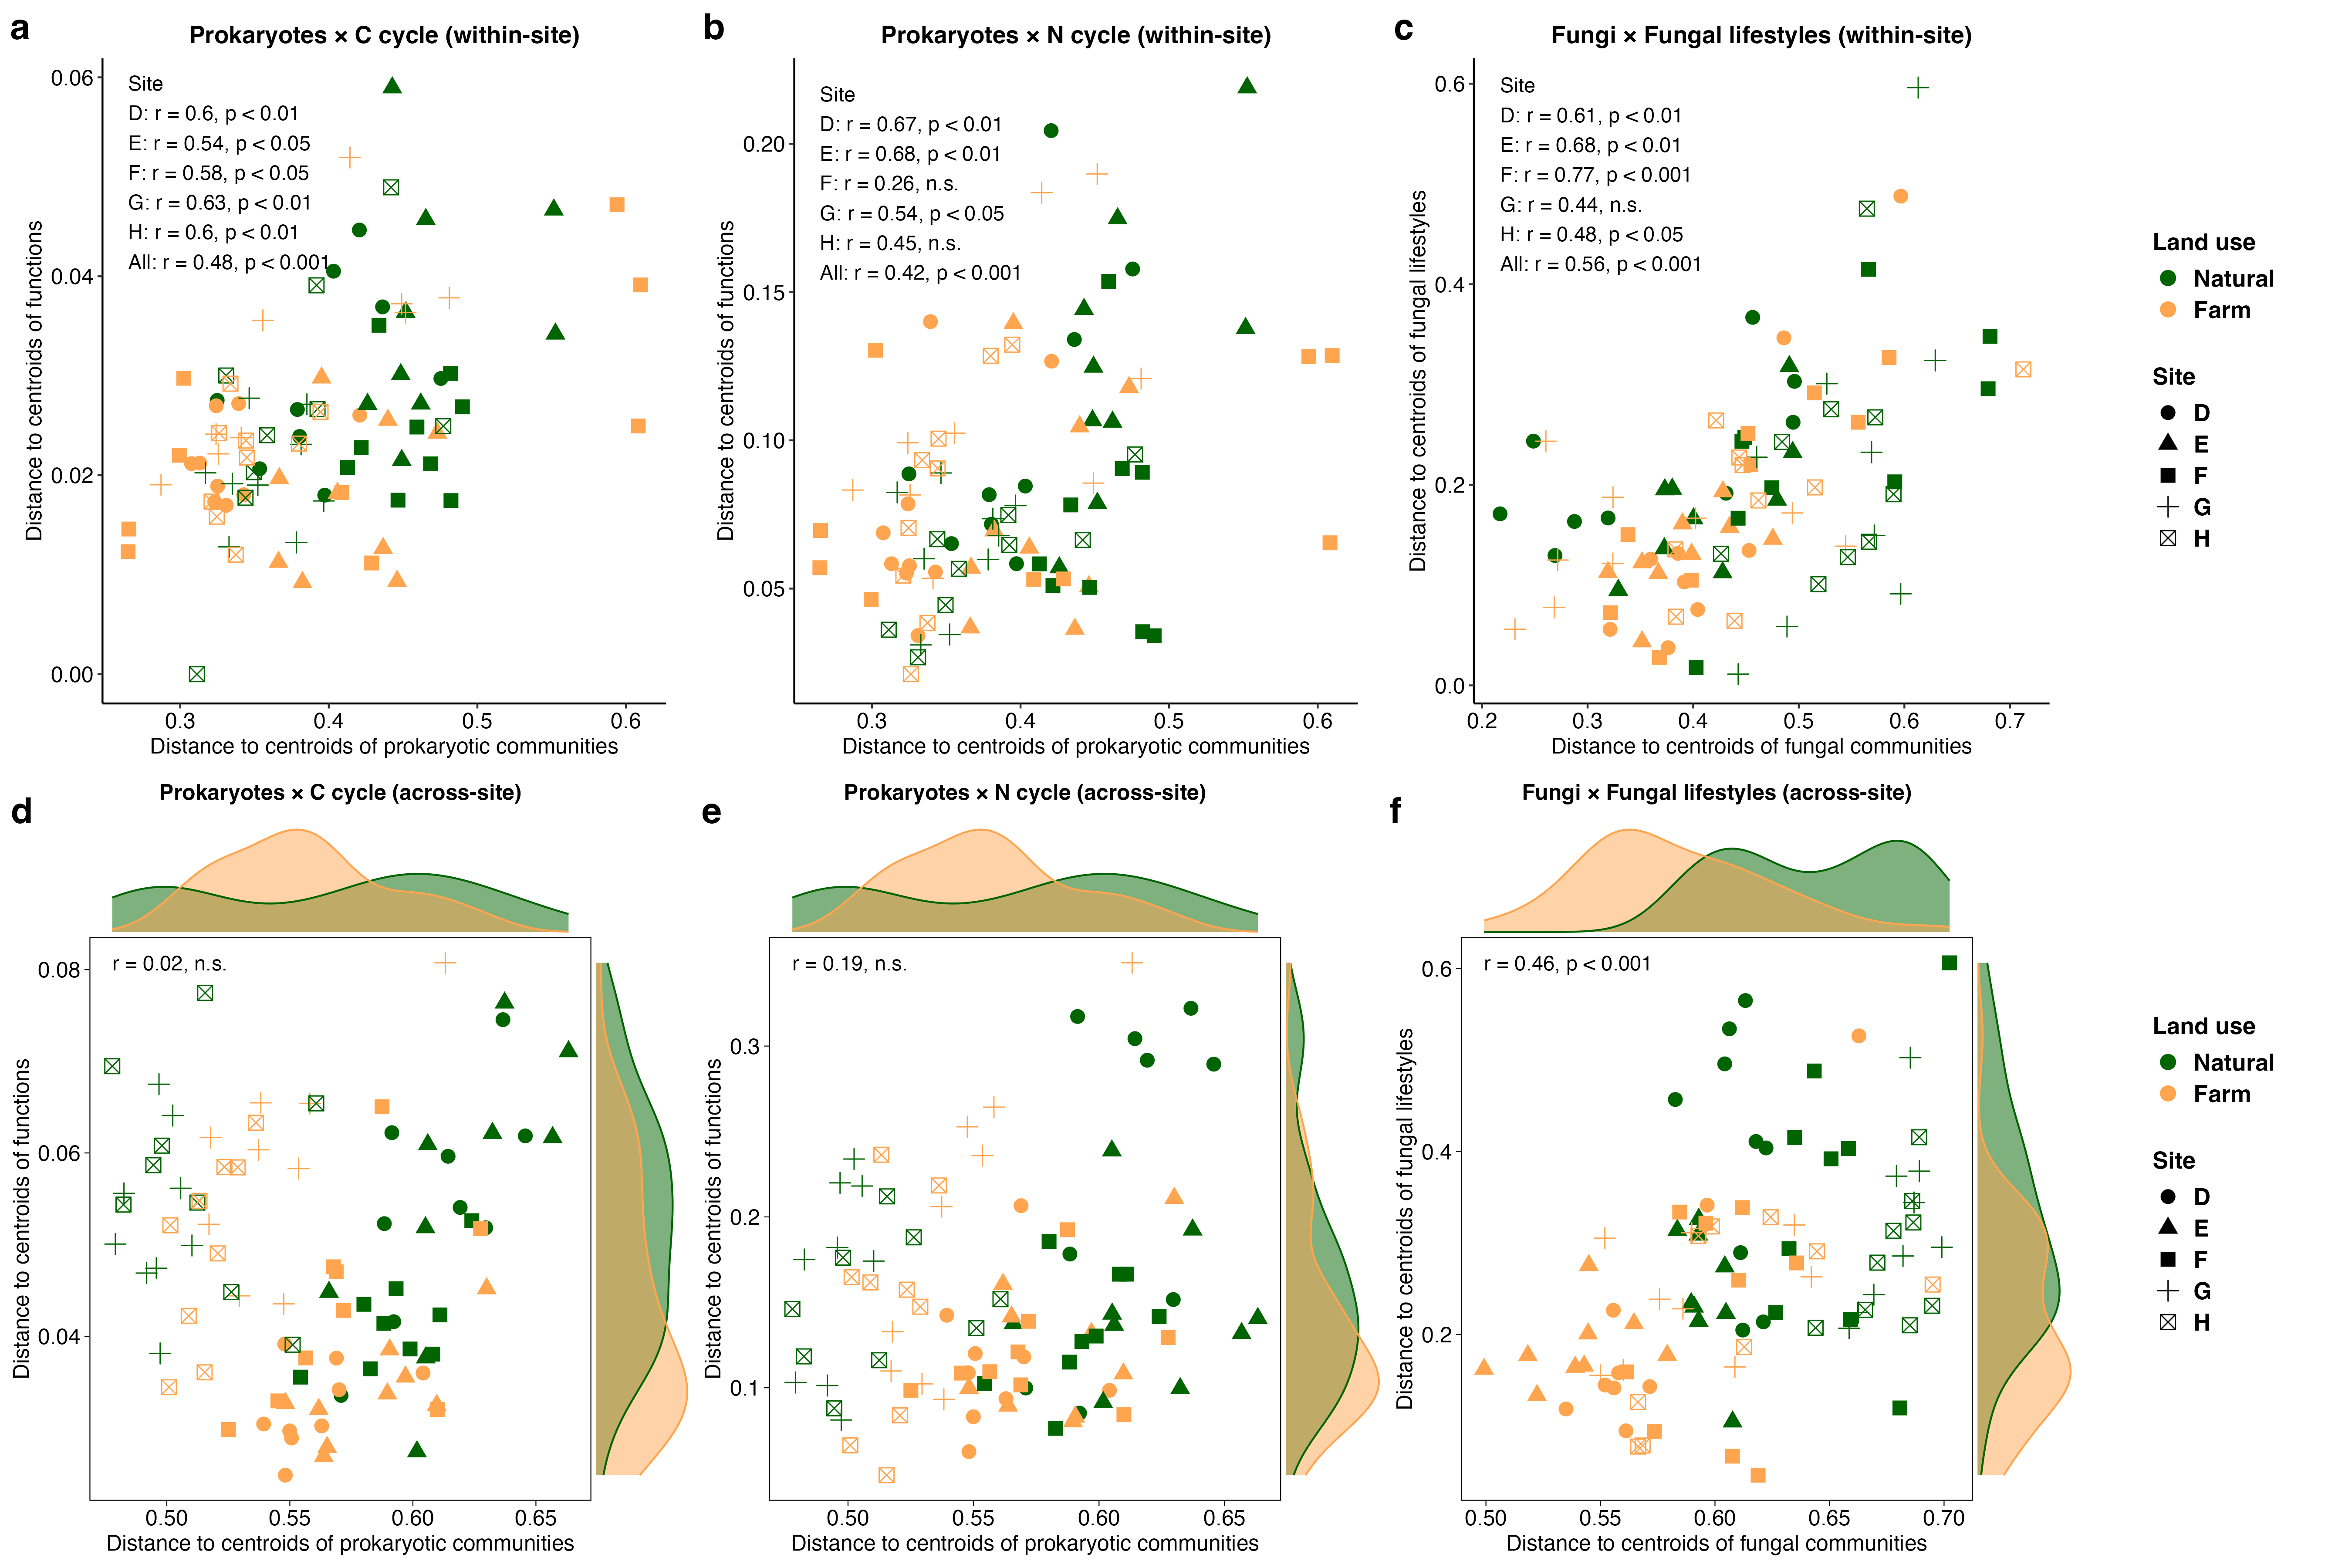 a
Prokaryotes × C cycle (within-site)
Site
D: r = 0.6, p < 0.01
E: r = 0.54, p < 0.05
F: r = 0.58, p < 0.05
G: r = 0.63, p < 0.01
H: r = 0.6, p < 0.01
All: r = 0.48, p < 0.001
0.06
0.04
0.02
0.00
0.3 0.4 0.5 0.6
Distance to centroids of functions
Distance to centroids of prokaryotic communities
b
Prokaryotes × N cycle (within-site)
Site
D: r = 0.67, p < 0.01
E: r = 0.68, p < 0.01
F: r = 0.26, n.s.
G: r = 0.54, p < 0.05
H: r = 0.45, n.s.
All: r = 0.42, p < 0.001
0.20
0.15
0.10
0.05
0.3 0.4 0.5 0.6
Distance to centroids of functions
Distance to centroids of prokaryotic communities
c
Fungi × Fungal lifestyles (within-site)
Site
D: r = 0.61, p < 0.01
E: r = 0.68, p < 0.01
F: r = 0.77, p < 0.001
G: r = 0.44, n.s.
H: r = 0.48, p < 0.05
All: r = 0.56, p < 0.001
0.6
0.4
0.2
0.0
0.2 0.3 0.4 0.5 0.6 0.7
Distance to centroids of fungal lifestyles
Distance to centroids of fungal communities
Land use
Natural
Farm
Site
D
E
F
G
H
d
Prokaryotes × C cycle (across-site)
r = 0.02, n.s.
0.08
0.06
0.04
0.50 0.55 0.60 0.65
Distance to centroids of functions
Distance to centroids of prokaryotic communities
e
Prokaryotes × N cycle (across-site)
r = 0.19, n.s.
0.3
0.2
0.1
0.50 0.55 0.60 0.65
Distance to centroids of functions
Distance to centroids of prokaryotic communities
f
Fungi × Fungal lifestyles (across-site)
r = 0.46, p < 0.001
0.6
0.4
0.2
0.50 0.55 0.60 0.65 0.70
Distance to centroids of fungal lifestyles
Distance to centroids of fungal communities
Land use
Natural
Farm
Site
D
E
F
G
H